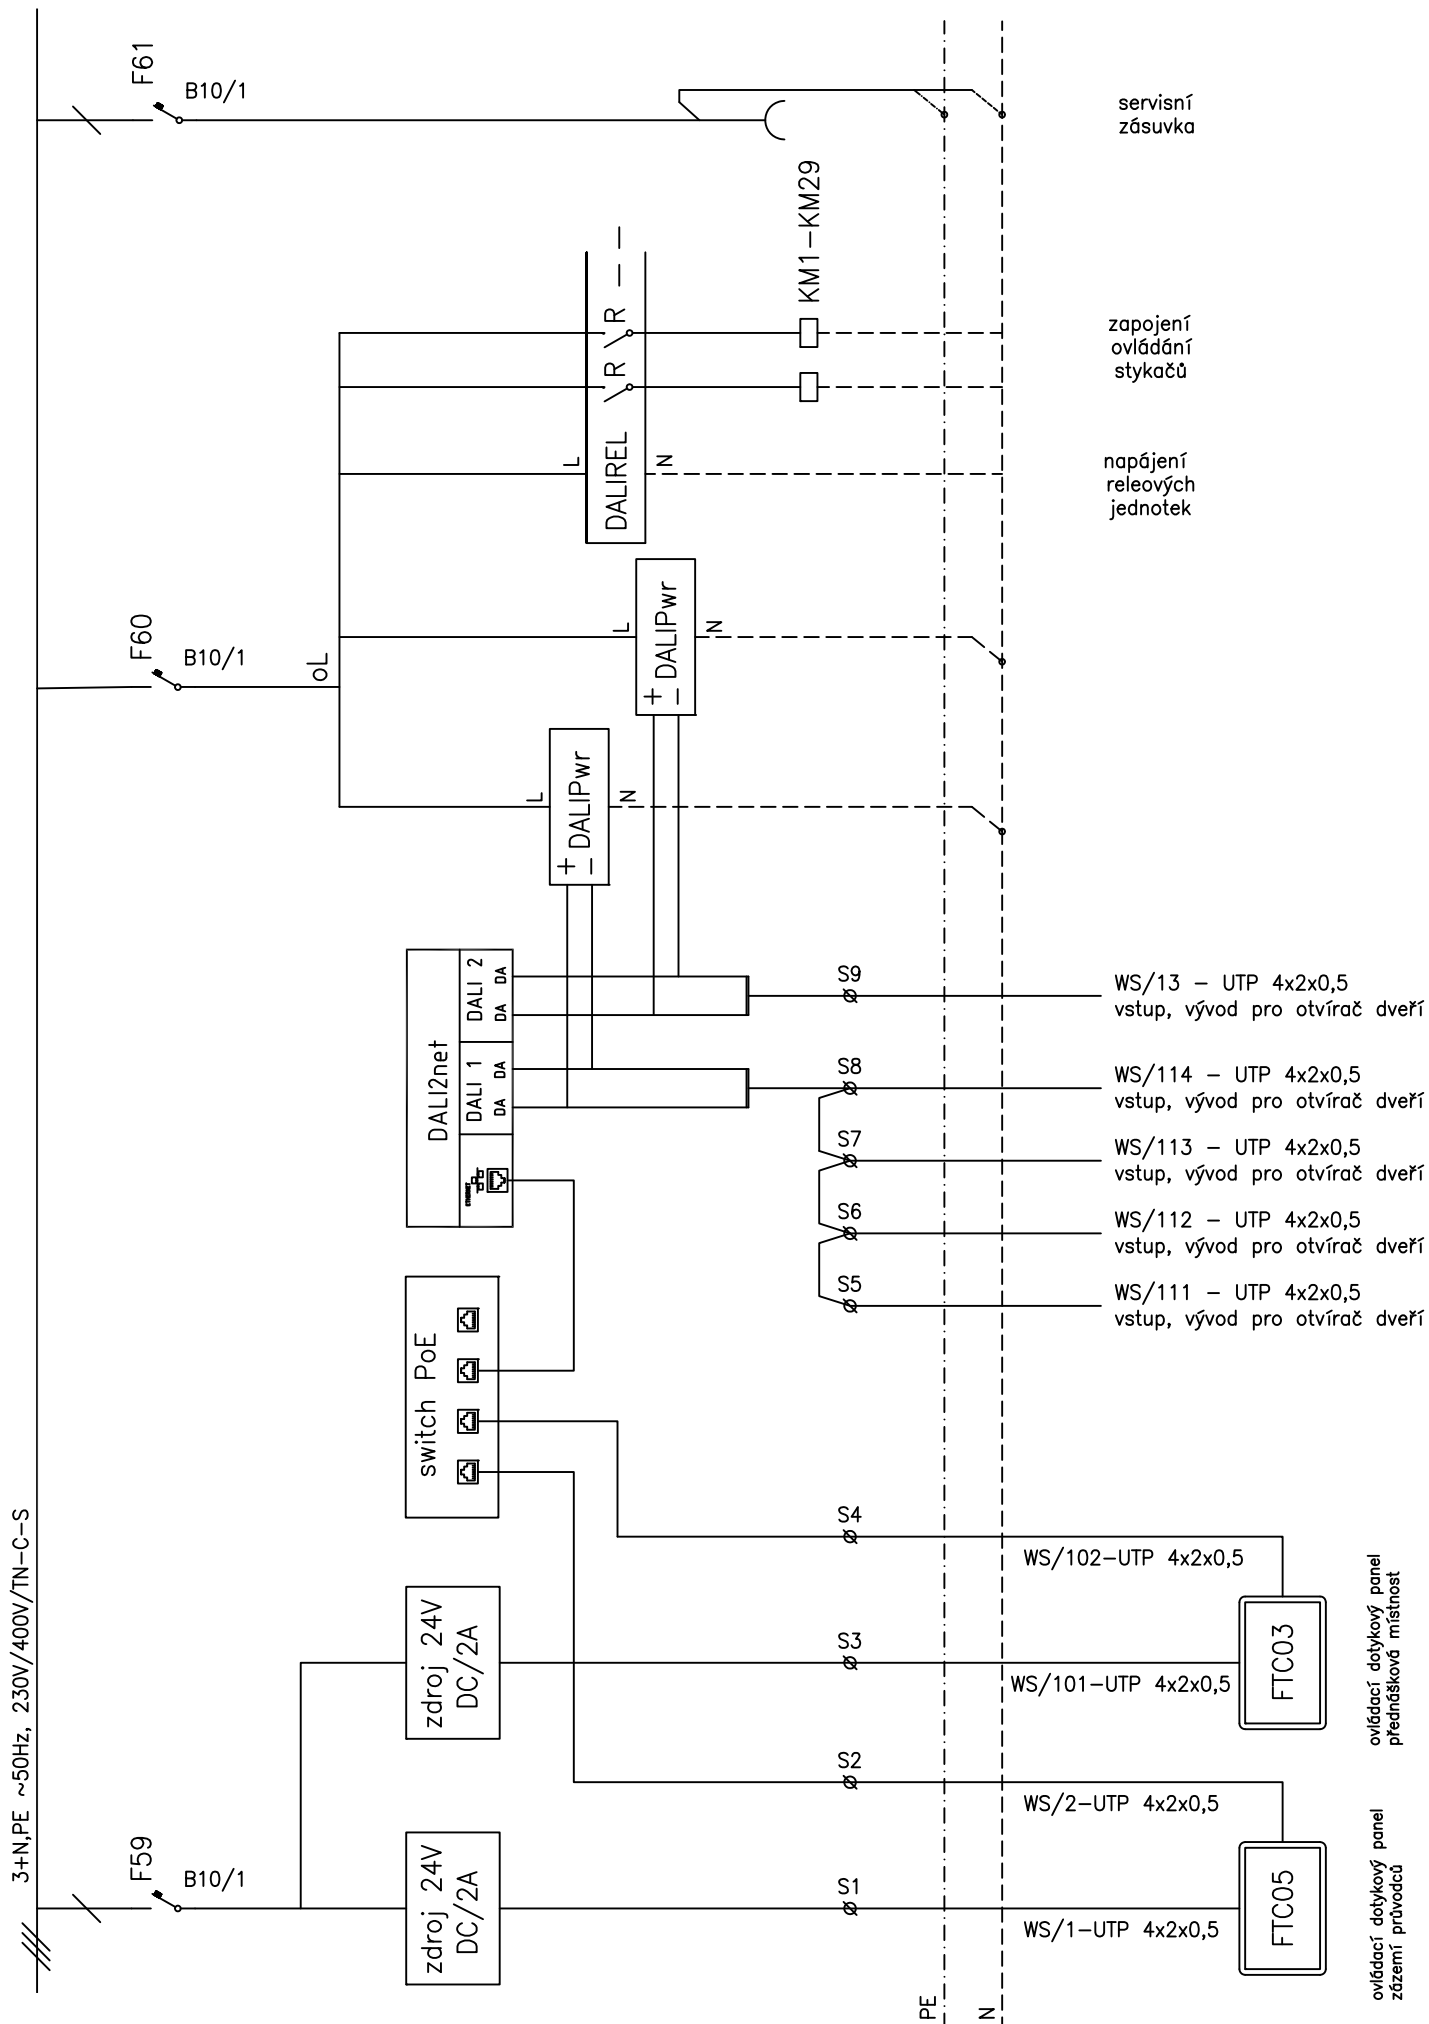 F61
B10/1
servisní
zásuvka
KM1-KM29
R
R
zapojení
ovládání
stykačů
L
DALIREL
N
napájení
releových
jednotek
F60
B10/1
oL
L
+
-
DALIPwr
N
L
+
-
DALIPwr
N
DALI2net
DALI 2
DA
DA
DALI 1
DA
DA
ETHERNET
S9
WS/13 - UTP 4x2x0,5
vstup, vývod pro otvírač dveří
S8
WS/114 - UTP 4x2x0,5
vstup, vývod pro otvírač dveří
S7
WS/113 - UTP 4x2x0,5
vstup, vývod pro otvírač dveří
S6
WS/112 - UTP 4x2x0,5
vstup, vývod pro otvírač dveří
S5
WS/111 - UTP 4x2x0,5
vstup, vývod pro otvírač dveří
switch PoE
S4
WS/102-UTP 4x2x0,5
3+N,PE ~50Hz, 230V/400V/TN-C-S
zdroj 24V
DC/2A
S3
WS/101-UTP 4x2x0,5
FTC03
ovládací dotykový panel
přednášková místnost
S2
WS/2-UTP 4x2x0,5
F59
B10/1
zdroj 24V
DC/2A
S1
WS/1-UTP 4x2x0,5
FTC05
ovládací dotykový panel
zázemí průvodců
PE
N